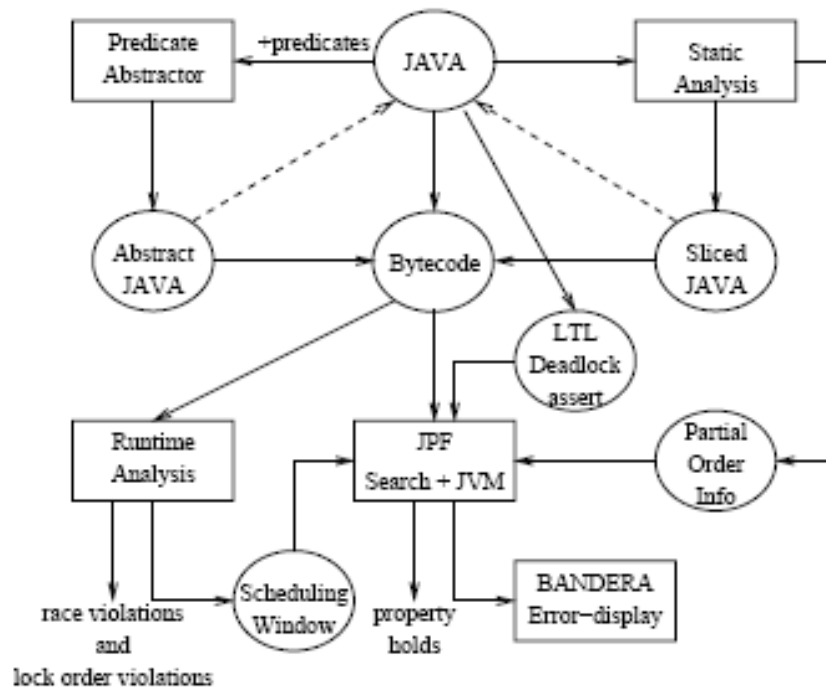 Predicate
Abstractor
+predicates
JAVA
Static
Analysis
Abstract
JAVA
Bytecode
Sliced
JAVA
LTL
Deadlock
assert
Runtime
Analysis
JPF
Search + JVM
Partial
Order
Info
race violations
and
lock order violations
Scheduling
Window
property
holds
BANDERA
Error-display